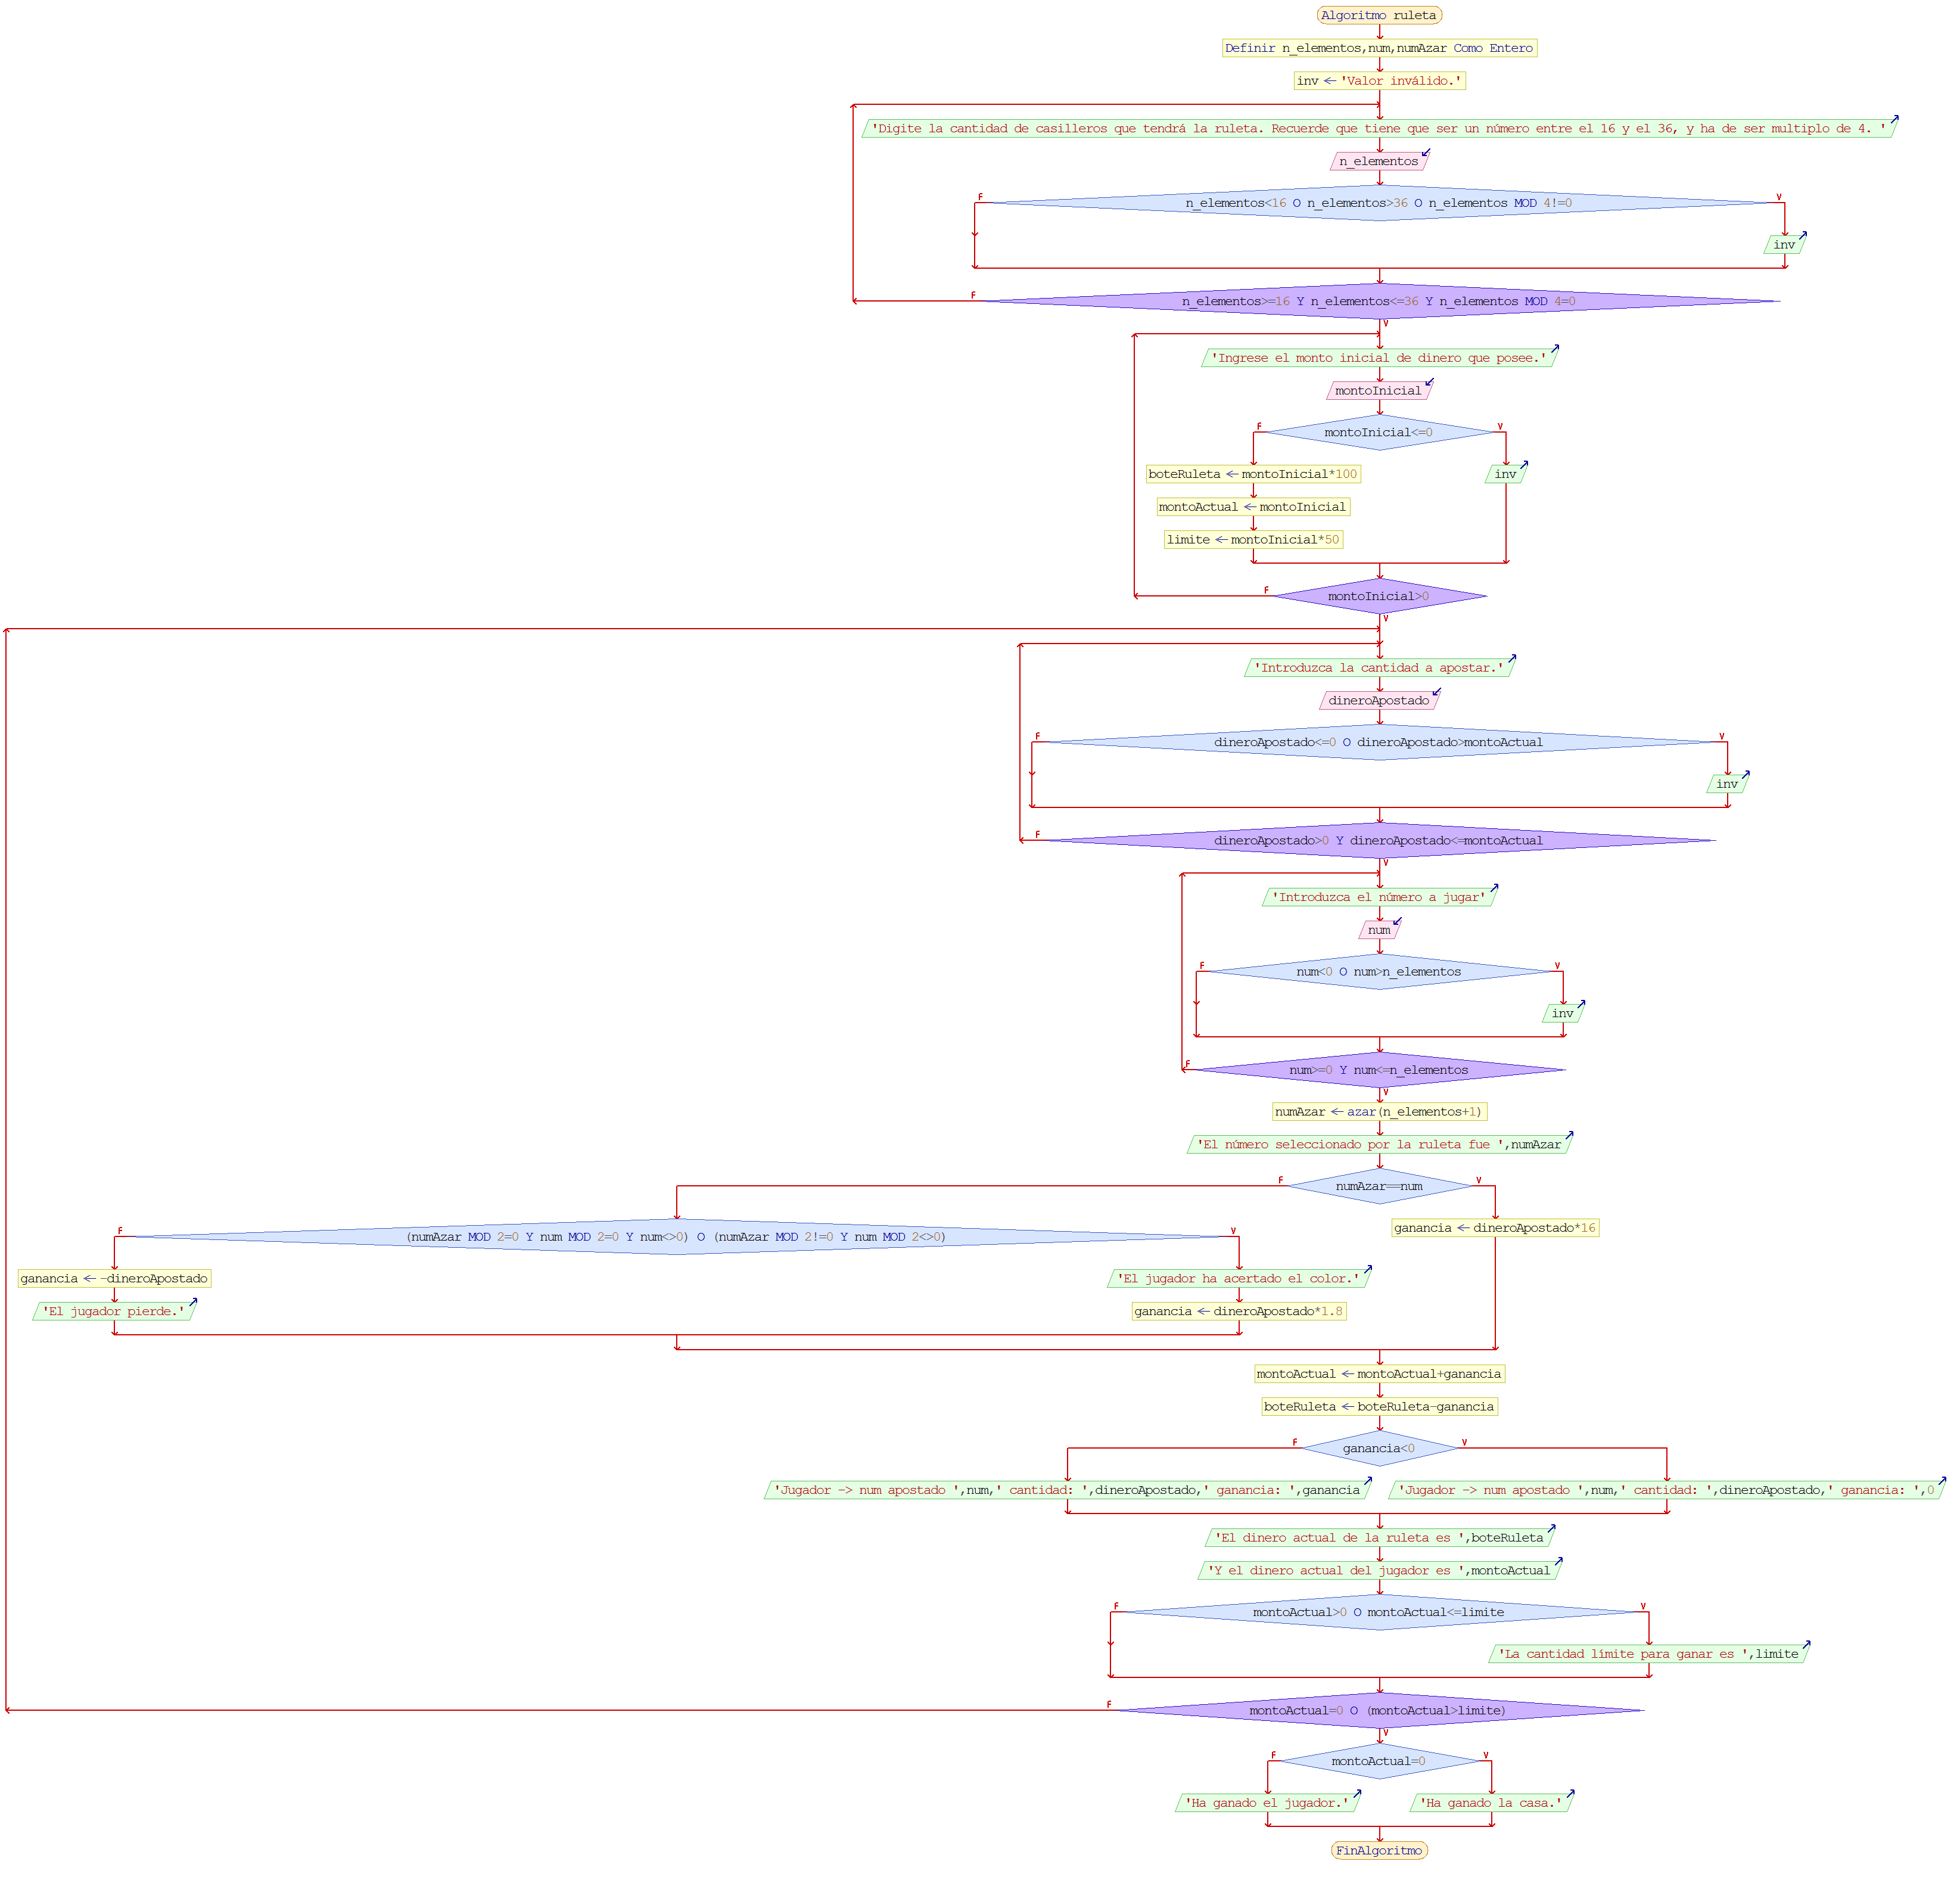 Algoritmo ruleta
Definir n_elementos,num,numAzar Como Entero
inv ← 'Valor inválido.'
'Digite la cantidad de casilleros que tendrá la ruleta. Recuerde que tiene que ser un número entre el 16 y el 36, y ha de ser multiplo de 4. '
n_elementos
F
V
n_elementos<16 O n_elementos>36 O n_elementos MOD 4!=0
inv
F
n_elementos>=16 Y n_elementos<=36 Y n_elementos MOD 4=0
V
'Ingrese el monto inicial de dinero que posee.'
montoInicial
F
V
montoInicial<=0
boteRuleta ← montoInicial*100
inv
montoActual ← montoInicial
limite ← montoInicial*50
F
montoInicial>0
V
'Introduzca la cantidad a apostar.'
dineroApostado
F
V
dineroApostado<=0 O dineroApostado>montoActual
inv
F
dineroApostado>0 Y dineroApostado<=montoActual
V
'Introduzca el número a jugar'
num
F
V
num<0 O num>n_elementos
inv
F
num>=0 Y num<=n_elementos
V
numAzar ← azar(n_elementos+1)
'El número seleccionado por la ruleta fue ',numAzar
F
V
numAzar==num
ganancia ← dineroApostado*16
F
V
(numAzar MOD 2=0 Y num MOD 2=0 Y num<>0) O (numAzar MOD 2!=0 Y num MOD 2<>0)
ganancia ← -dineroApostado
'El jugador ha acertado el color.'
'El jugador pierde.'
ganancia ← dineroApostado*1.8
montoActual ← montoActual+ganancia
boteRuleta ← boteRuleta-ganancia
F
V
ganancia<0
'Jugador -> num apostado ',num,' cantidad: ',dineroApostado,' ganancia: ',ganancia
'Jugador -> num apostado ',num,' cantidad: ',dineroApostado,' ganancia: ',0
'El dinero actual de la ruleta es ',boteRuleta
'Y el dinero actual del jugador es ',montoActual
F
V
montoActual>0 O montoActual<=limite
'La cantidad límite para ganar es ',limite
F
montoActual=0 O (montoActual>limite)
V
F
V
montoActual=0
'Ha ganado el jugador.'
'Ha ganado la casa.'
FinAlgoritmo